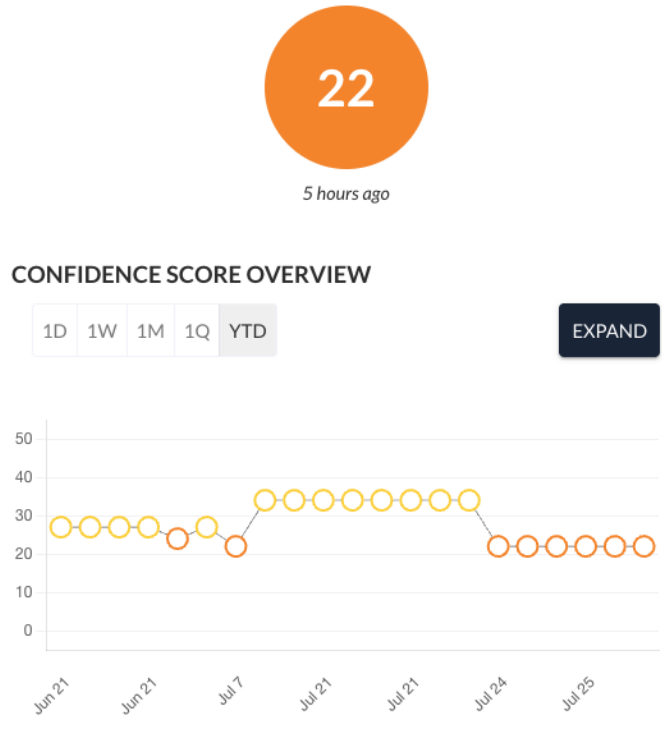 22
5 hours ago
CONFIDENCE SCORE OVERVIEW
1D 1W 1M 1Q YTD EXPAND
50
40
30
20
10
0
Jun 21 Jun 21 Jul 7 Jul 21 Jul 21 Jul 24 Jul 25